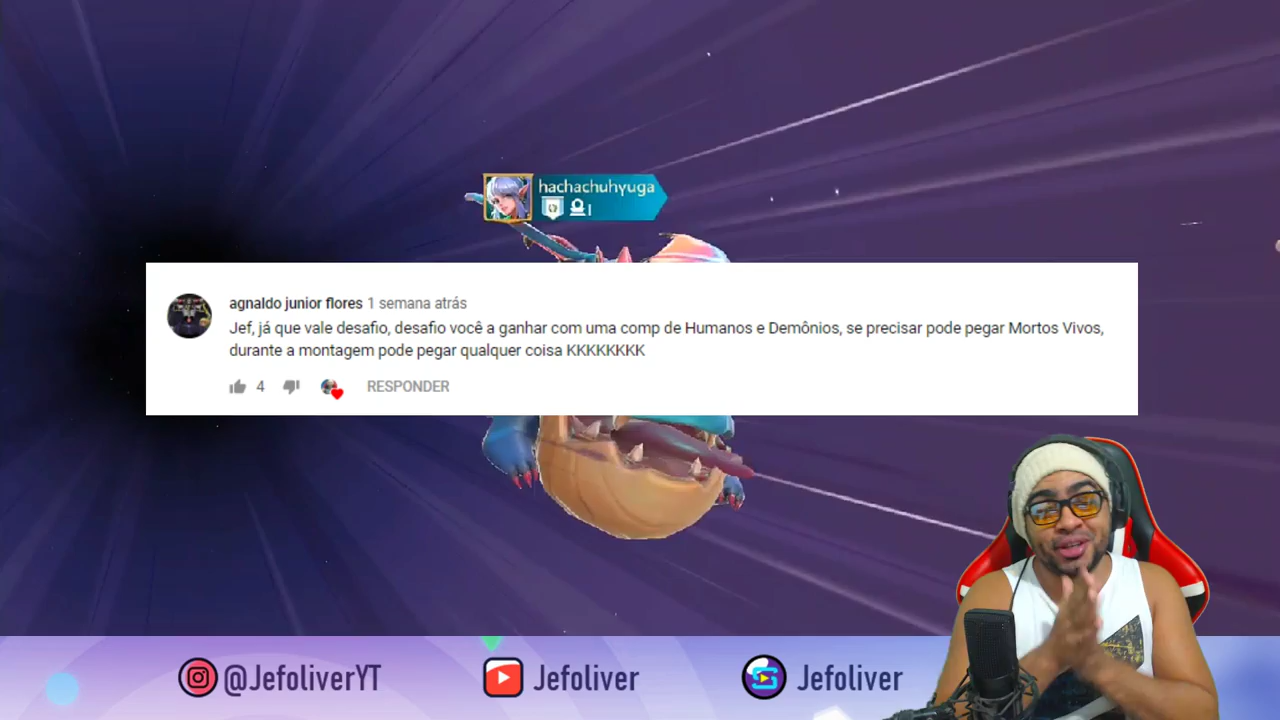 hachachuhyuga
1
agnaldo junior flores 1 semana atrás
Jef, já que vale desafio, desafio você a ganhar com uma comp de Humanos e Demônios, se precisar pode pegar Mortos Vivos,
durante a montagem pode pegar qualquer coisa KKKKKKKK
4 RESPONDER
@JefoliverYT Jefoliver Jefoliver